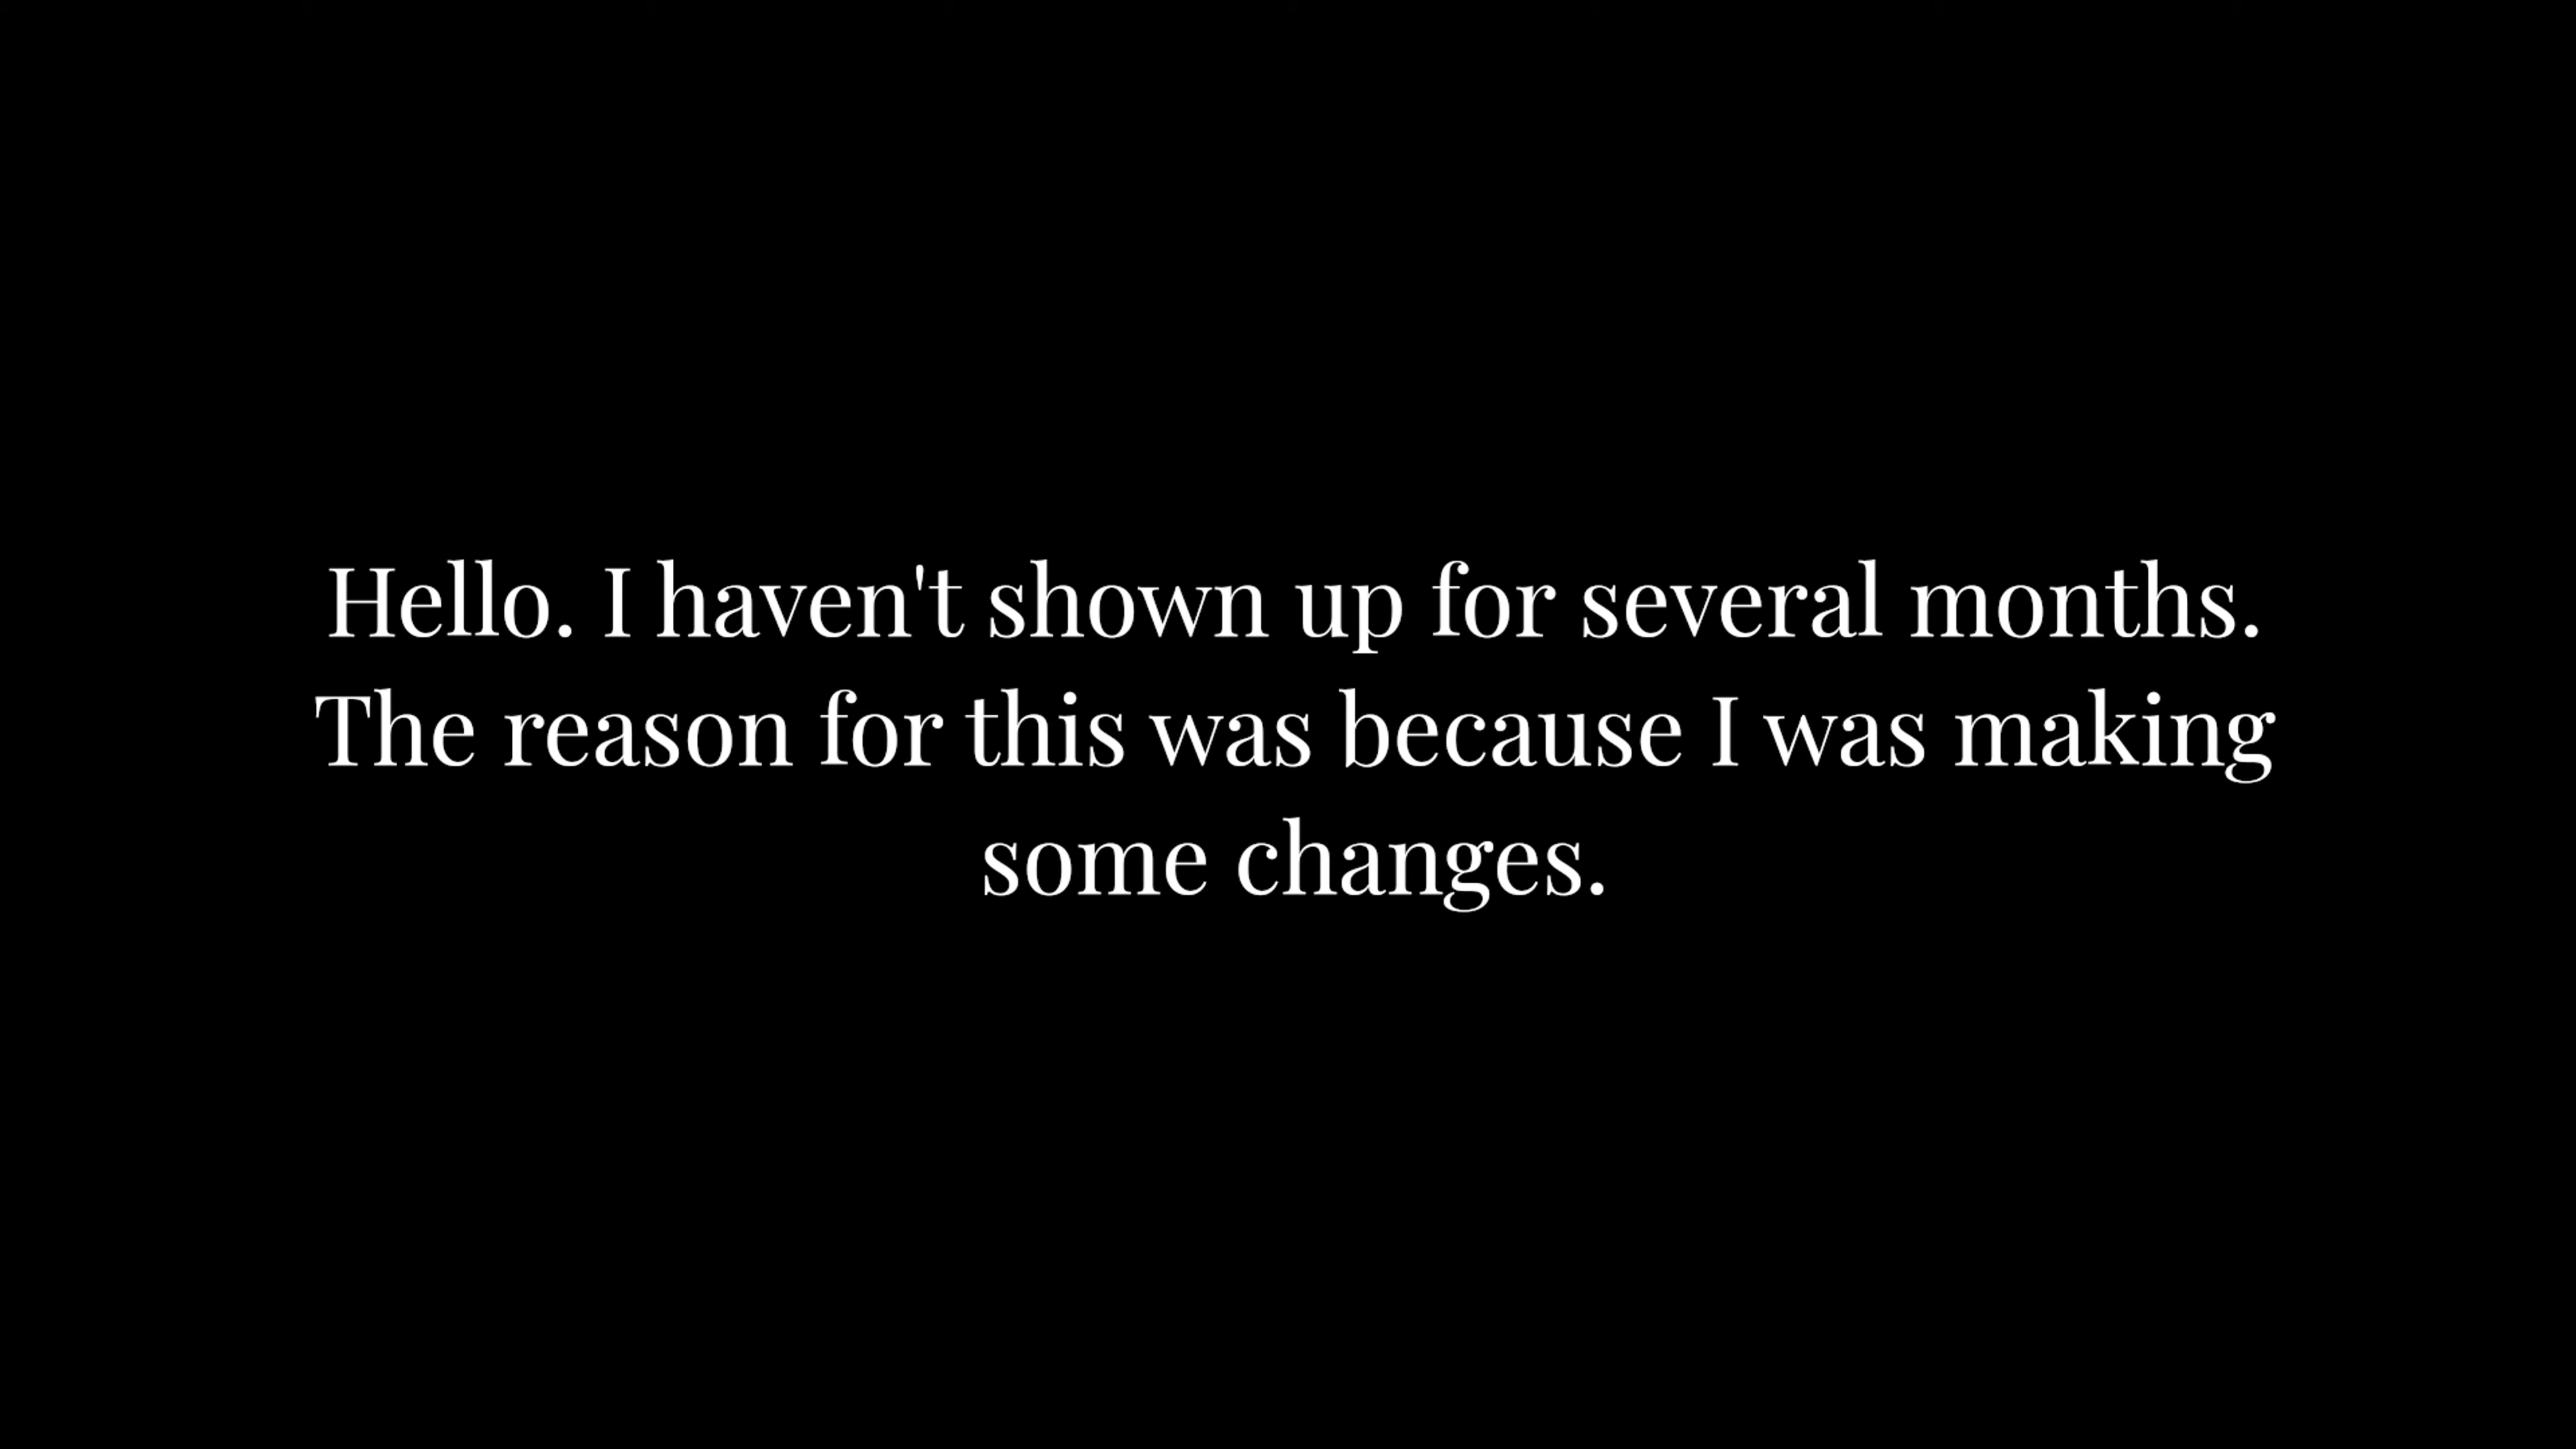 Hello. I haven't shown up for several months.
The reason for this was because I was making
some changes.